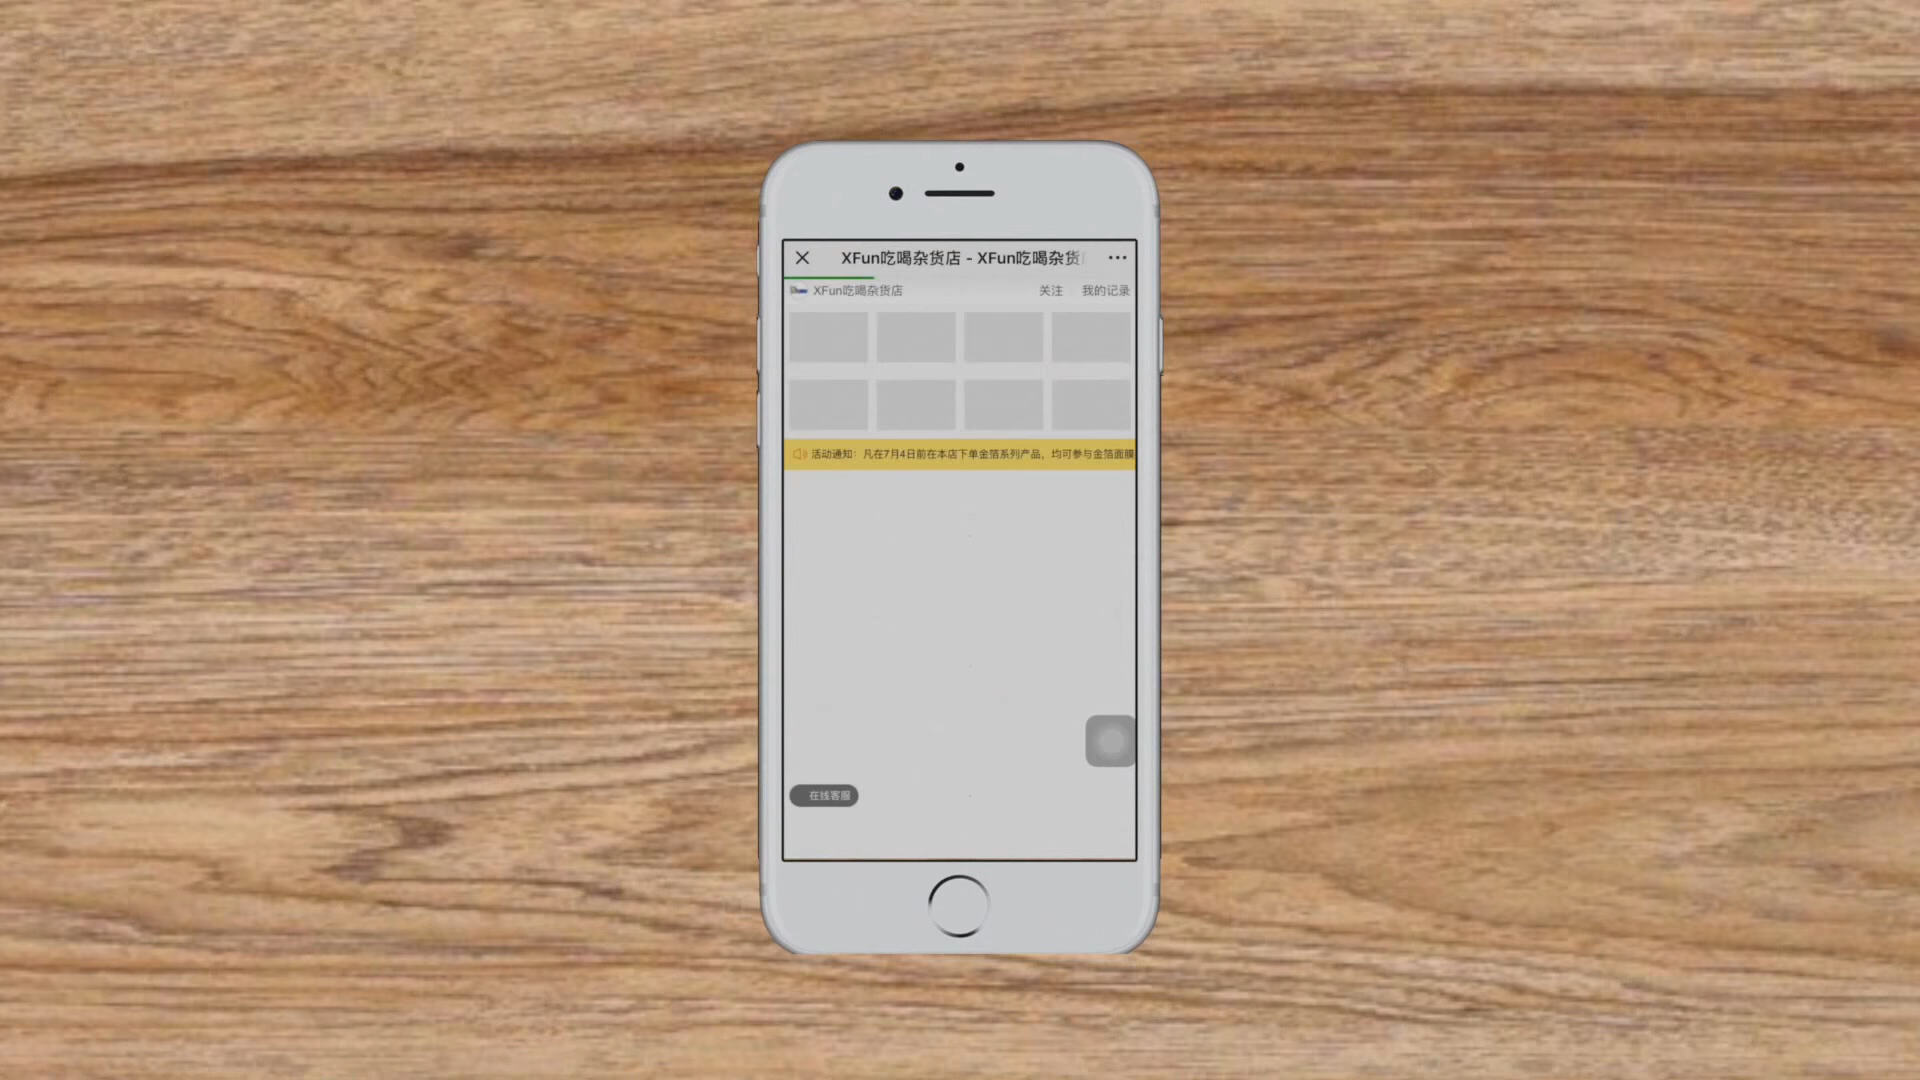 XFun吃喝杂货店 - XFun吃喝杂货
XFun吃喝杂货店 关注 我的记录
活动通知：凡在7月4日前在本店下单金箔系列产品，均可参与金箔面膜
在线客服